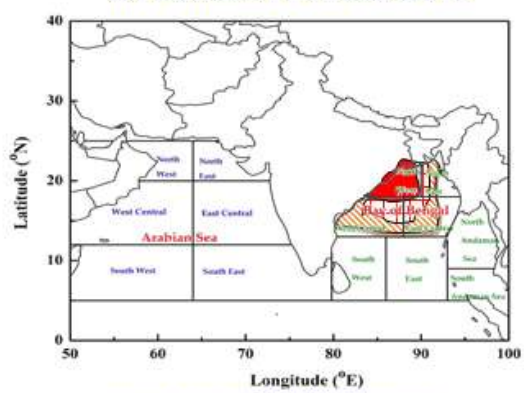 40
30
20
10
0
50
60
70
80
90
100
Latitude (°N)
Longitude (°E)
North
West
North
East
West Central
East Central
Arabian Sea
South West
South East
Bay of Bengal
South
West
South
East
North
Andaman
Sea
South
Andaman Sea